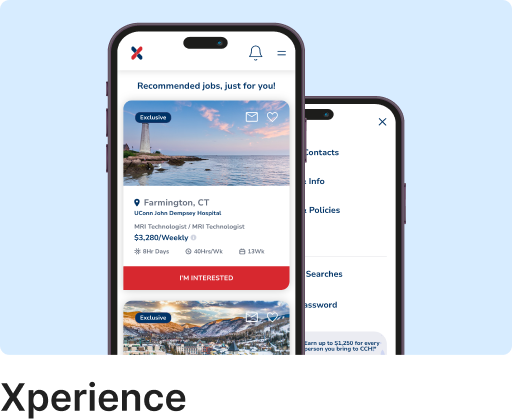 Recommended jobs, just for you!
Exclusive
Farmington, CT
UConn John Dempsey Hospital
MRI Technologist / MRI Technologist
$3,280/Weekly
8Hr Days 40Hrs/Wk 13Wk
I'M INTERESTED
Exclusive
Contacts
Info
& Policies
Searches
assword
Earn up to $1,250 for every
person you bring to CCH!*
Xperience